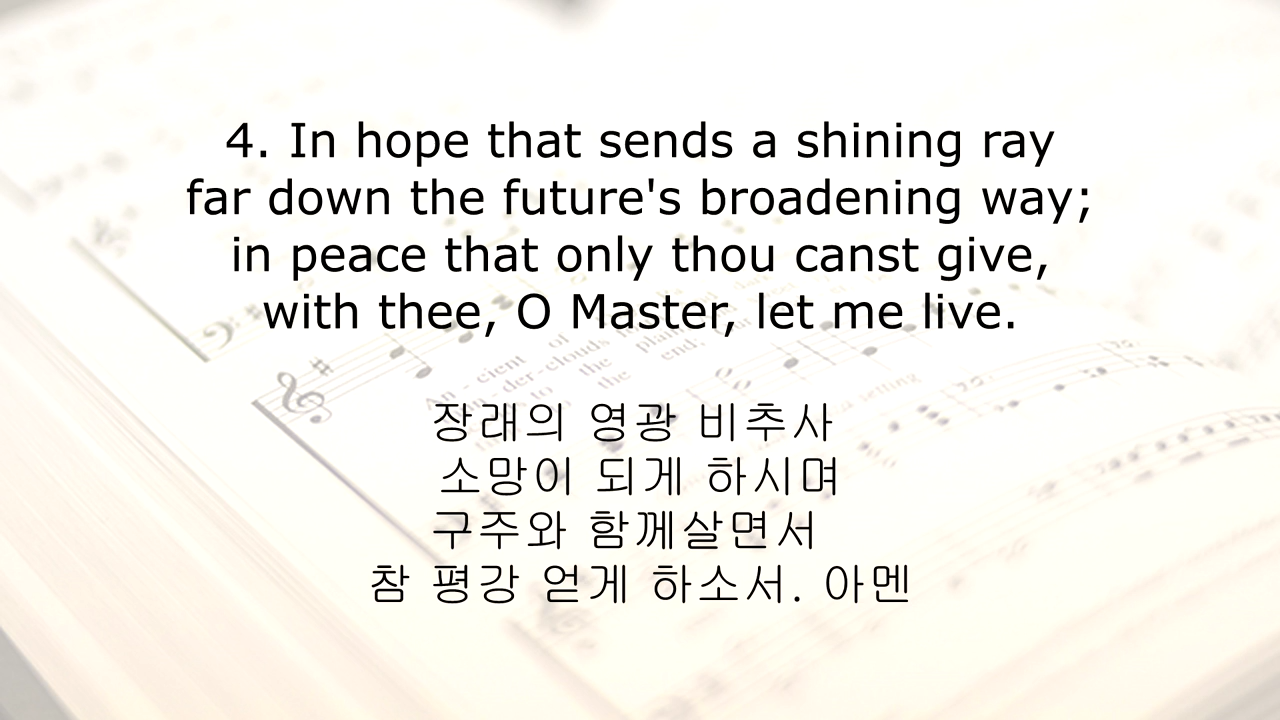 4. In hope that sends a shining ray
far down the future's broadening way;
in peace that only thou canst give,
with thee, O Master, let me live.
장래의 영광 비추사
소망이 되게 하시며
구주와 함께살면서
참 평강 얻게 하소서. 아멘